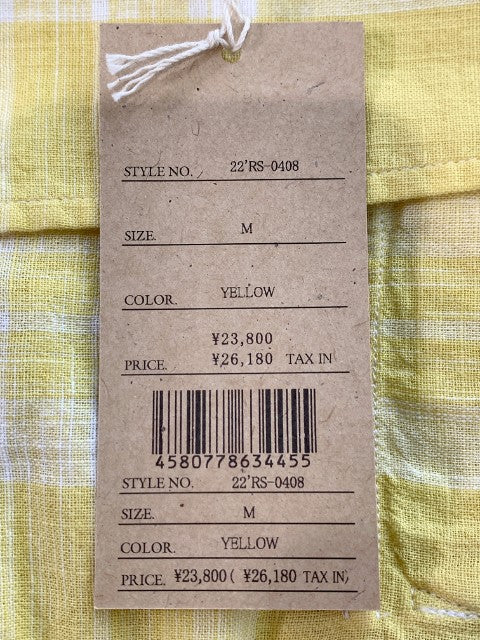 STYLE NO. 22'RS-0408
SIZE. M
COLOR. YELLOW
¥23,800
PRICE. ¥26,180 TAX IN
4580778634455
STYLE NO. 22'RS-0408
SIZE. M
COLOR. YELLOW
PRICE. ¥23,800( ¥26,180 TAX IN)